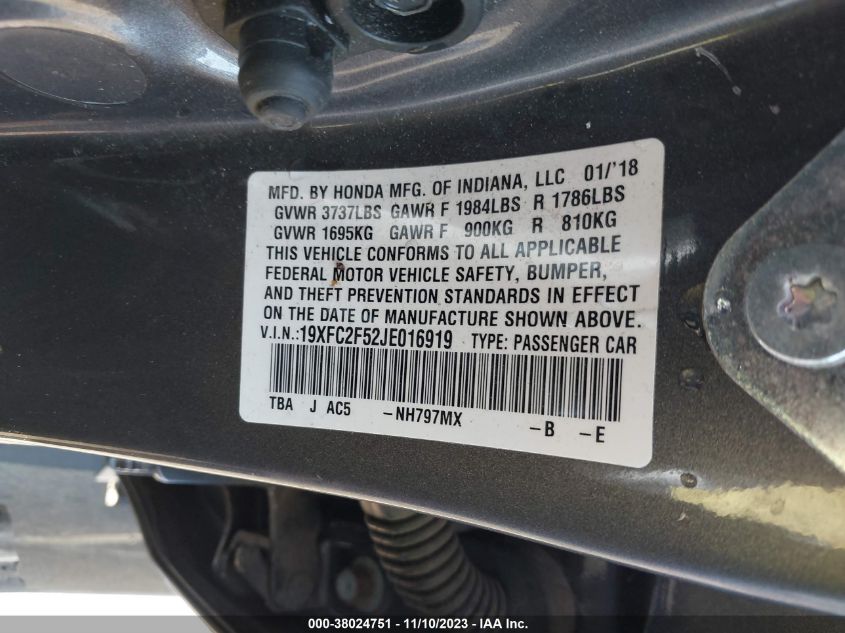 MFD. BY HONDA MFG. OF INDIANA, LLC 01/'18
GVWR 3737LBS GAWR F 1984LBS R 1786LBS
GVWR 1695KG GAWR F 900KG R 810KG
THIS VEHICLE CONFORMS TO ALL APPLICABLE
FEDERAL MOTOR VEHICLE SAFETY, BUMPER,
AND THEFT PREVENTION STANDARDS IN EFFECT
ON THE DATE OF MANUFACTURE SHOWN ABOVE.
V.I.N.:19XFC2F52JE016919 TYPE: PASSENGER CAR
TBA J AC5 -NH797MX -B -E
000-38024751 — 11/10/2023 — IAA Inc.